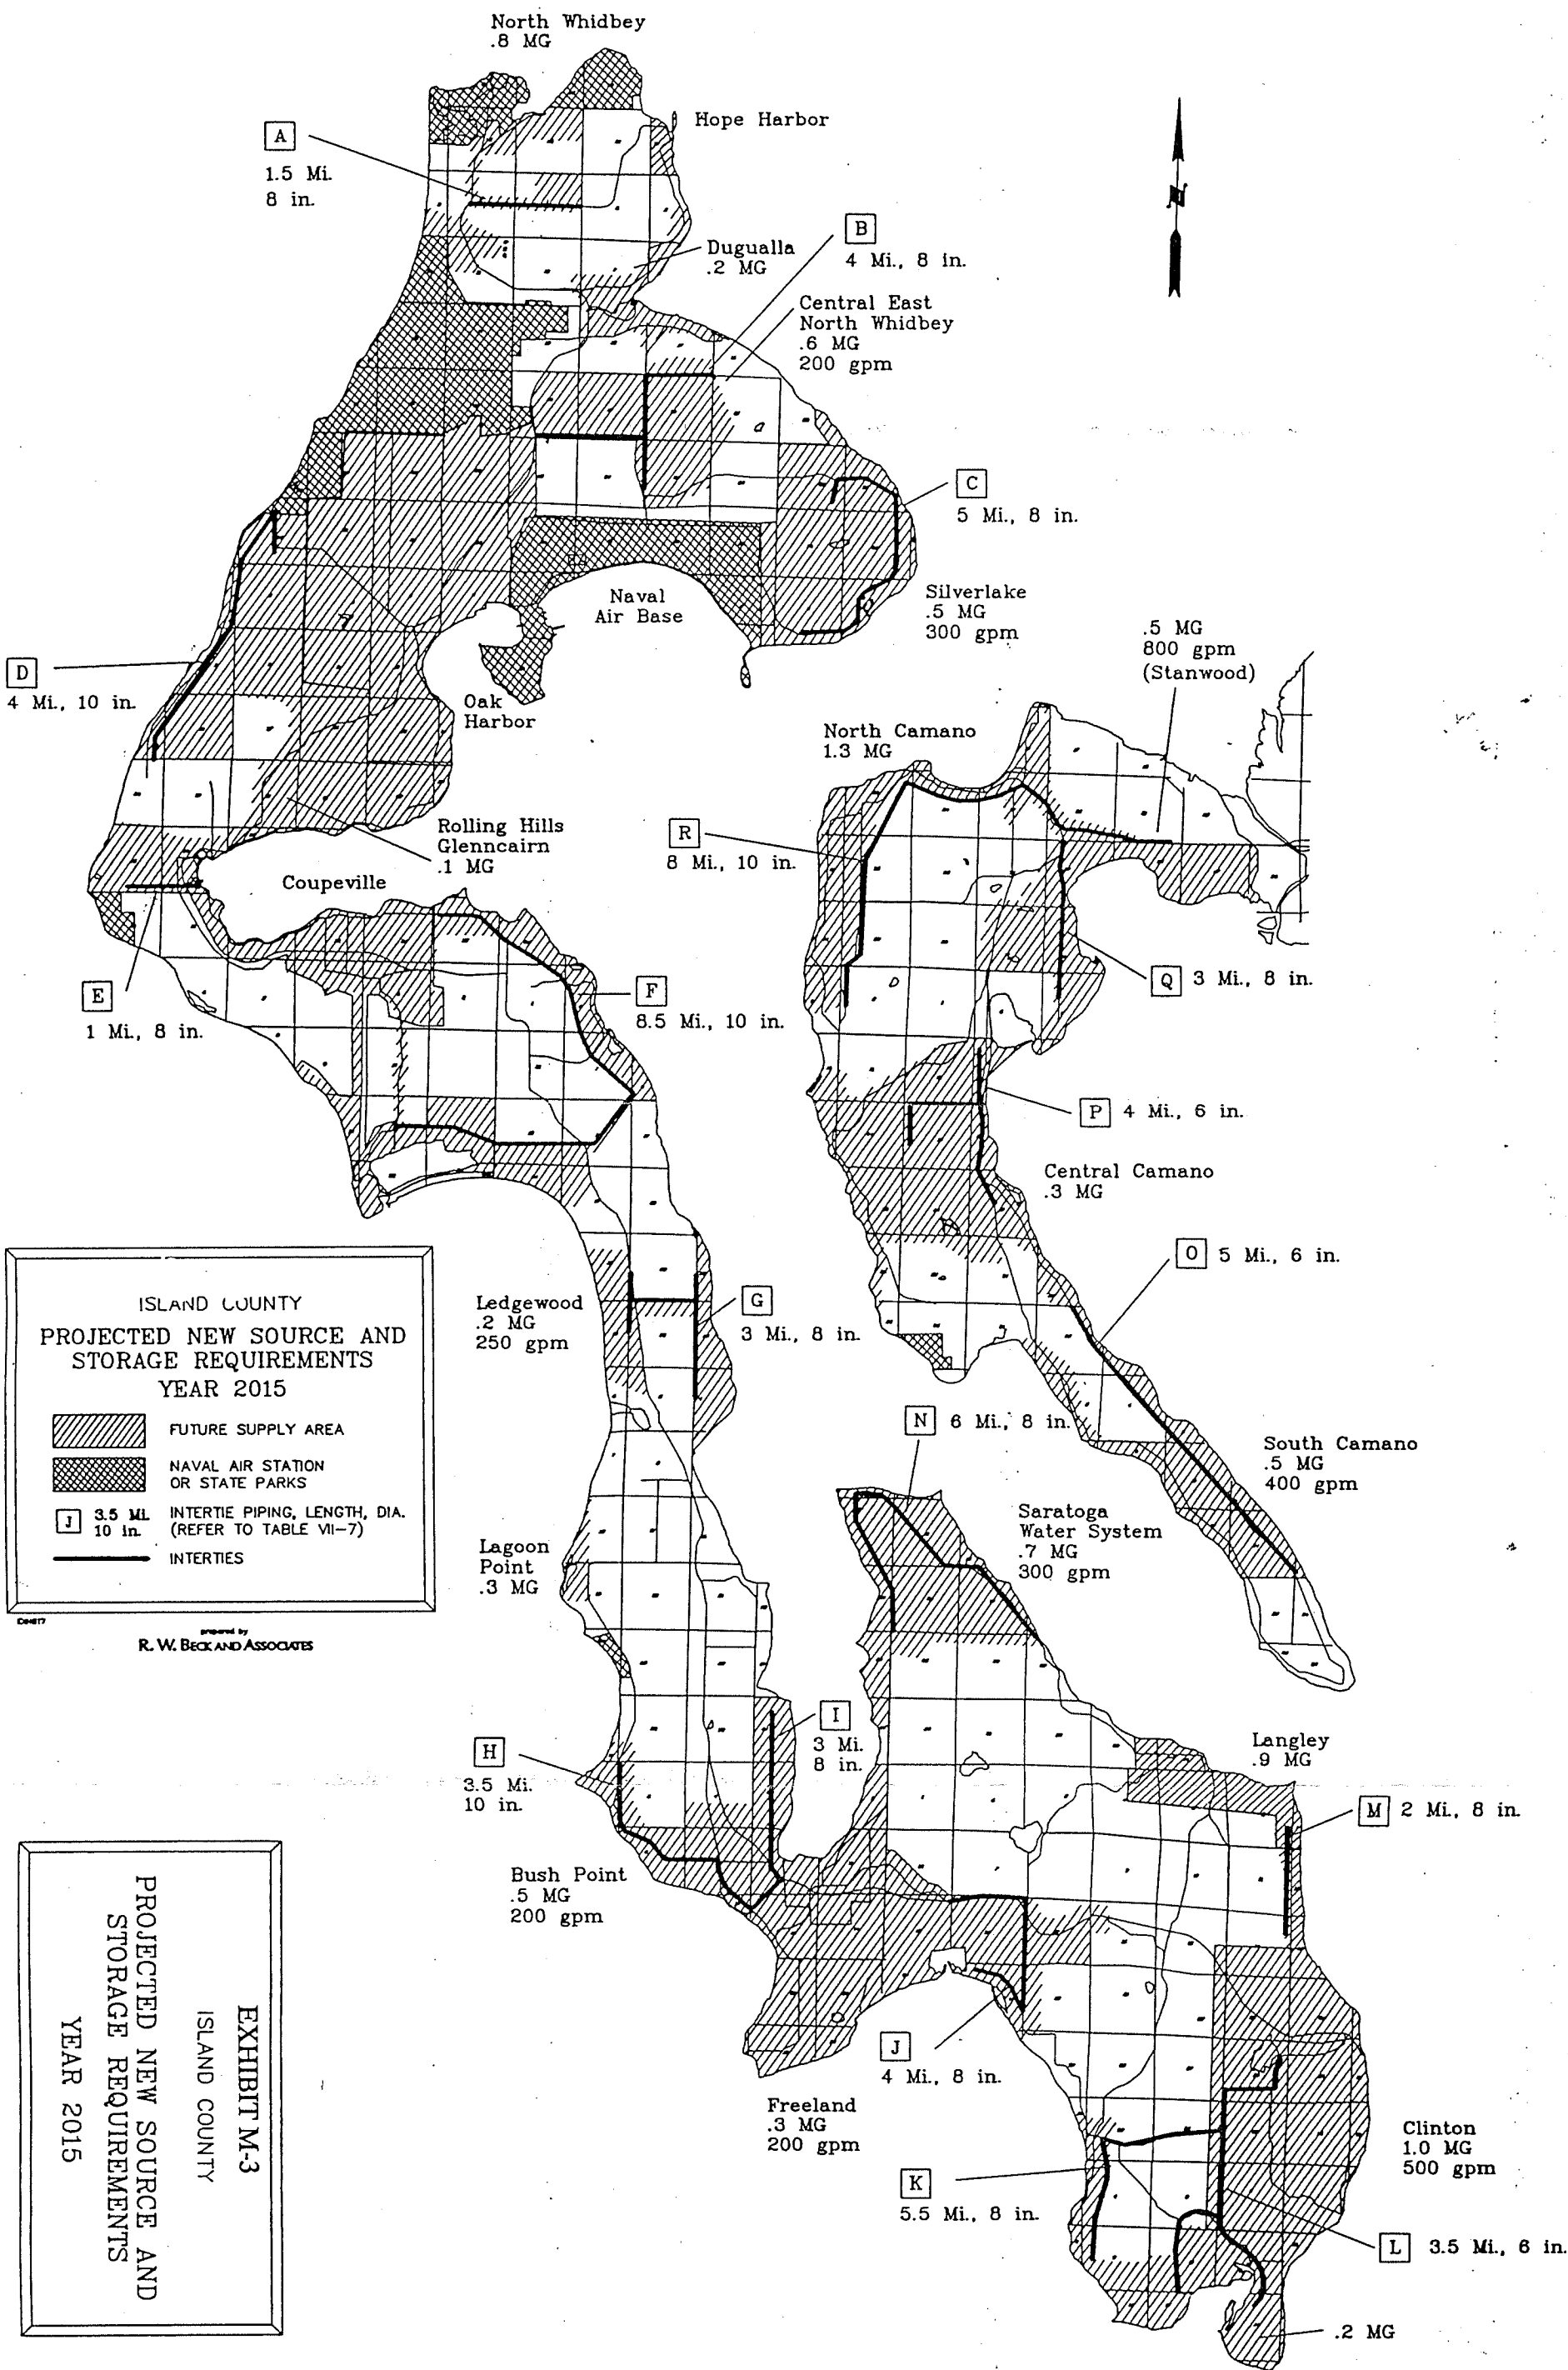 North Whidbey
.8 MG
Hope Harbor
A
1.5 Mi.
8 in.
B
4 Mi., 8 in.
Dugualla
.2 MG
Central East
North Whidbey
.6 MG
200 gpm
N
C
5 Mi., 8 in.
Silverlake
.5 MG
300 gpm
Naval
Air Base
.5 MG
800 gpm
(Stanwood)
D
4 Mi., 10 in.
Oak
Harbor
North Camano
1.3 MG
Rolling Hills
Glenncairn
.1 MG
R
8 Mi., 10 in.
Coupeville
E
1 Mi., 8 in.
F
8.5 Mi., 10 in.
Q 3 Mi., 8 in.
P 4 Mi., 6 in.
Central Camano
.3 MG
O 5 Mi., 6 in.
Ledgewood
.2 MG
250 gpm
G
3 Mi., 8 in.
ISLAND COUNTY
PROJECTED NEW SOURCE AND
STORAGE REQUIREMENTS
YEAR 2015
FUTURE SUPPLY AREA
NAVAL AIR STATION
OR STATE PARKS
J 3.5 Mi.
10 in.
INTERTIE PIPING, LENGTH, DIA.
(REFER TO TABLE VII-7)
INTERTIES
prepared by
R. W. BECK AND ASSOCIATES
N 6 Mi., 8 in.
South Camano
.5 MG
400 gpm
Saratoga
Water System
.7 MG
300 gpm
Lagoon
Point
.3 MG
I
3 Mi.
8 in.
H
3.5 Mi.
10 in.
Langley
.9 MG
M 2 Mi., 8 in.
Bush Point
.5 MG
200 gpm
J
4 Mi., 8 in.
Freeland
.3 MG
200 gpm
Clinton
1.0 MG
500 gpm
K
5.5 Mi., 8 in.
L 3.5 Mi., 6 in.
.2 MG
EXHIBIT M-3
ISLAND COUNTY
PROJECTED NEW SOURCE AND
STORAGE REQUIREMENTS
YEAR 2015